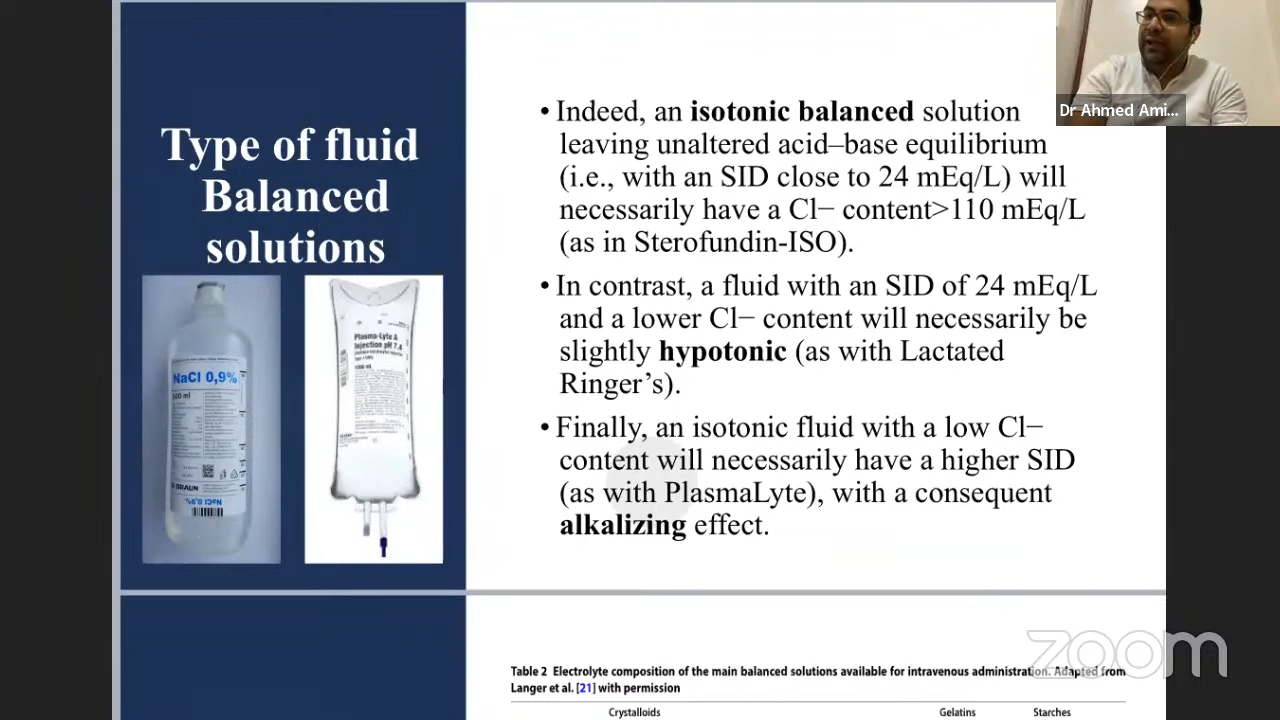 Type of fluid
Balanced
solutions
NaCl 0,9%
500 ml
B BRAUN
NaCl 0,9%
Plasma-Lyte A
Injection pH 7.4
• Indeed, an isotonic balanced solution
leaving unaltered acid–base equilibrium
(i.e., with an SID close to 24 mEq/L) will
necessarily have a Cl− content>110 mEq/L
(as in Sterofundin-ISO).
• In contrast, a fluid with an SID of 24 mEq/L
and a lower Cl− content will necessarily be
slightly hypotonic (as with Lactated
Ringer’s).
• Finally, an isotonic fluid with a low Cl−
content will necessarily have a higher SID
(as with PlasmaLyte), with a consequent
alkalizing effect.
Dr Ahmed Ami...
zoom
Table 2 Electrolyte composition of the main balanced solutions available for intravenous administration. Adapted from
Langer et al. [21] with permission
Crystalloids Gelatins Starches